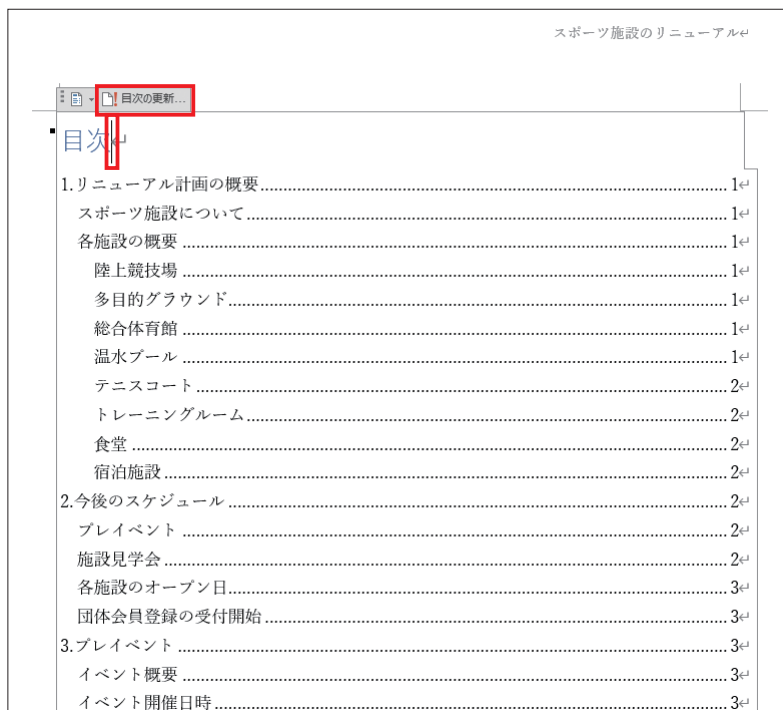 スポーツ施設のリニューアル↵
目次の更新...
目次↵
1.リニューアル計画の概要........ 1↵
スポーツ施設について........ 1↵
各施設の概要........ 1↵
陸上競技場........ 1↵
多目的グラウンド........ 1↵
総合体育館........ 1↵
温水プール........ 1↵
テニスコート........ 2↵
トレーニングルーム........ 2↵
食堂........ 2↵
宿泊施設........ 2↵
2.今後のスケジュール........ 2↵
プレイベント........ 2↵
施設見学会........ 2↵
各施設のオープン日........ 3↵
団体会員登録の受付開始........ 3↵
3.プレイベント........ 3↵
イベント概要........ 3↵
イベント開催日時........ 3↵